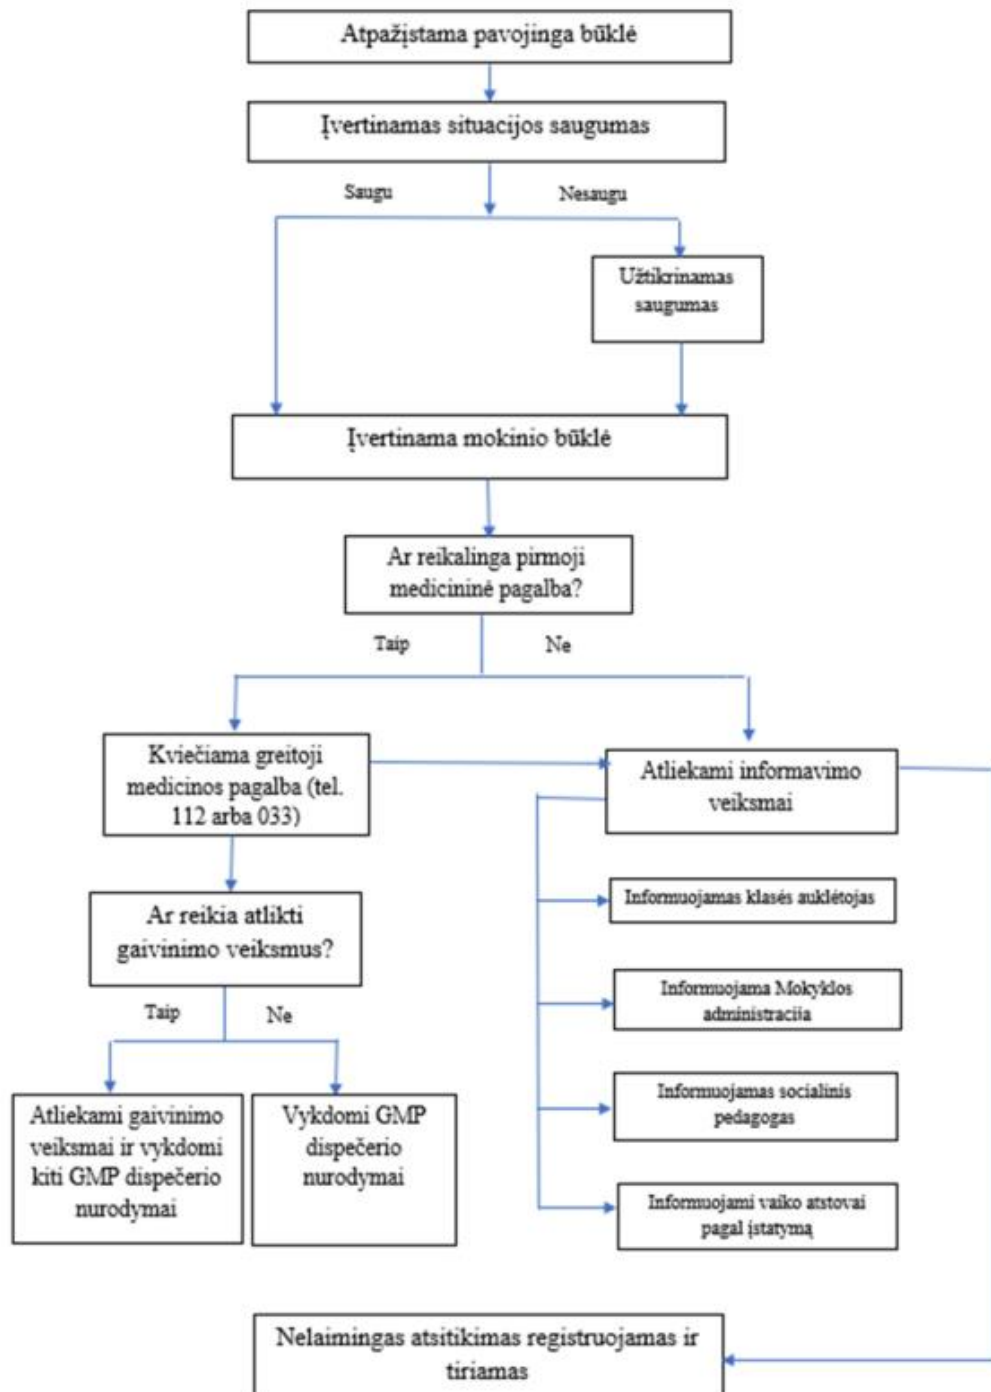 Atpažįstama pavojinga būklė
Įvertinamas situacijos saugumas
Saugu
Nesaugu
Užtikrinamas
saugumas
Įvertinama mokinio būklė
Ar reikalinga pirmoji
medicininė pagalba?
Taip
Ne
Kviečiama greitoji
medicinos pagalba (tel.
112 arba 033)
Atliekami informavimo
veiksmai
Ar reikia atlikti
gaivinimo veiksmus?
Taip
Ne
Atliekami gaivinimo
veiksmai ir vykdomi
kiti GMP dispečerio
nurodymai
Vykdomi GMP
dispečerio
nurodymai
Informuojamas klasės auklėtojas
Informuojama Mokyklos
administracija
Informuojamas socialinis
pedagogas
Informuojami vaiko atstovai
pagal įstatymą
Nelaimingas atsitikimas registruojamas ir
tiriamas